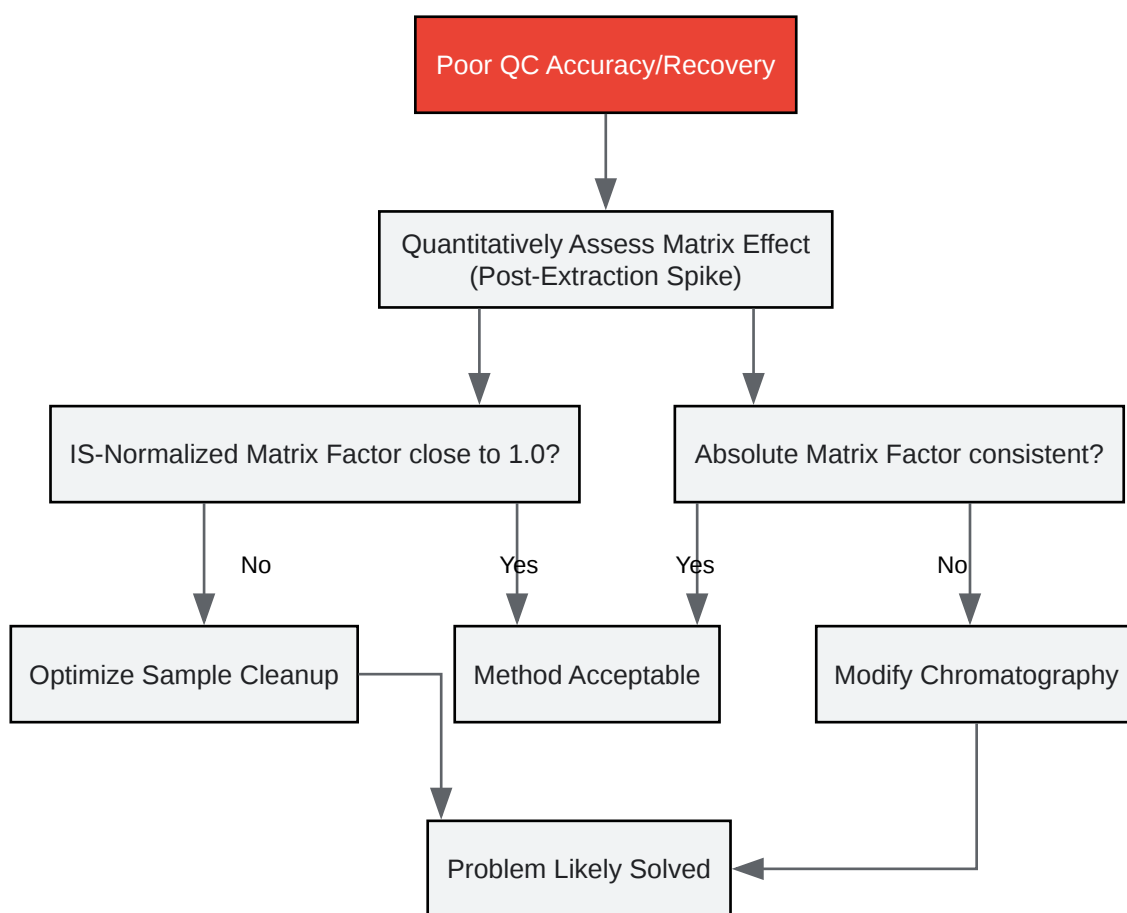 Poor QC Accuracy/Recovery
Quantitatively Assess Matrix Effect
(Post-Extraction Spike)
IS-Normalized Matrix Factor close to 1.0?
Absolute Matrix Factor consistent?
No
Yes
Yes
No
Optimize Sample Cleanup
Method Acceptable
Modify Chromatography
Problem Likely Solved